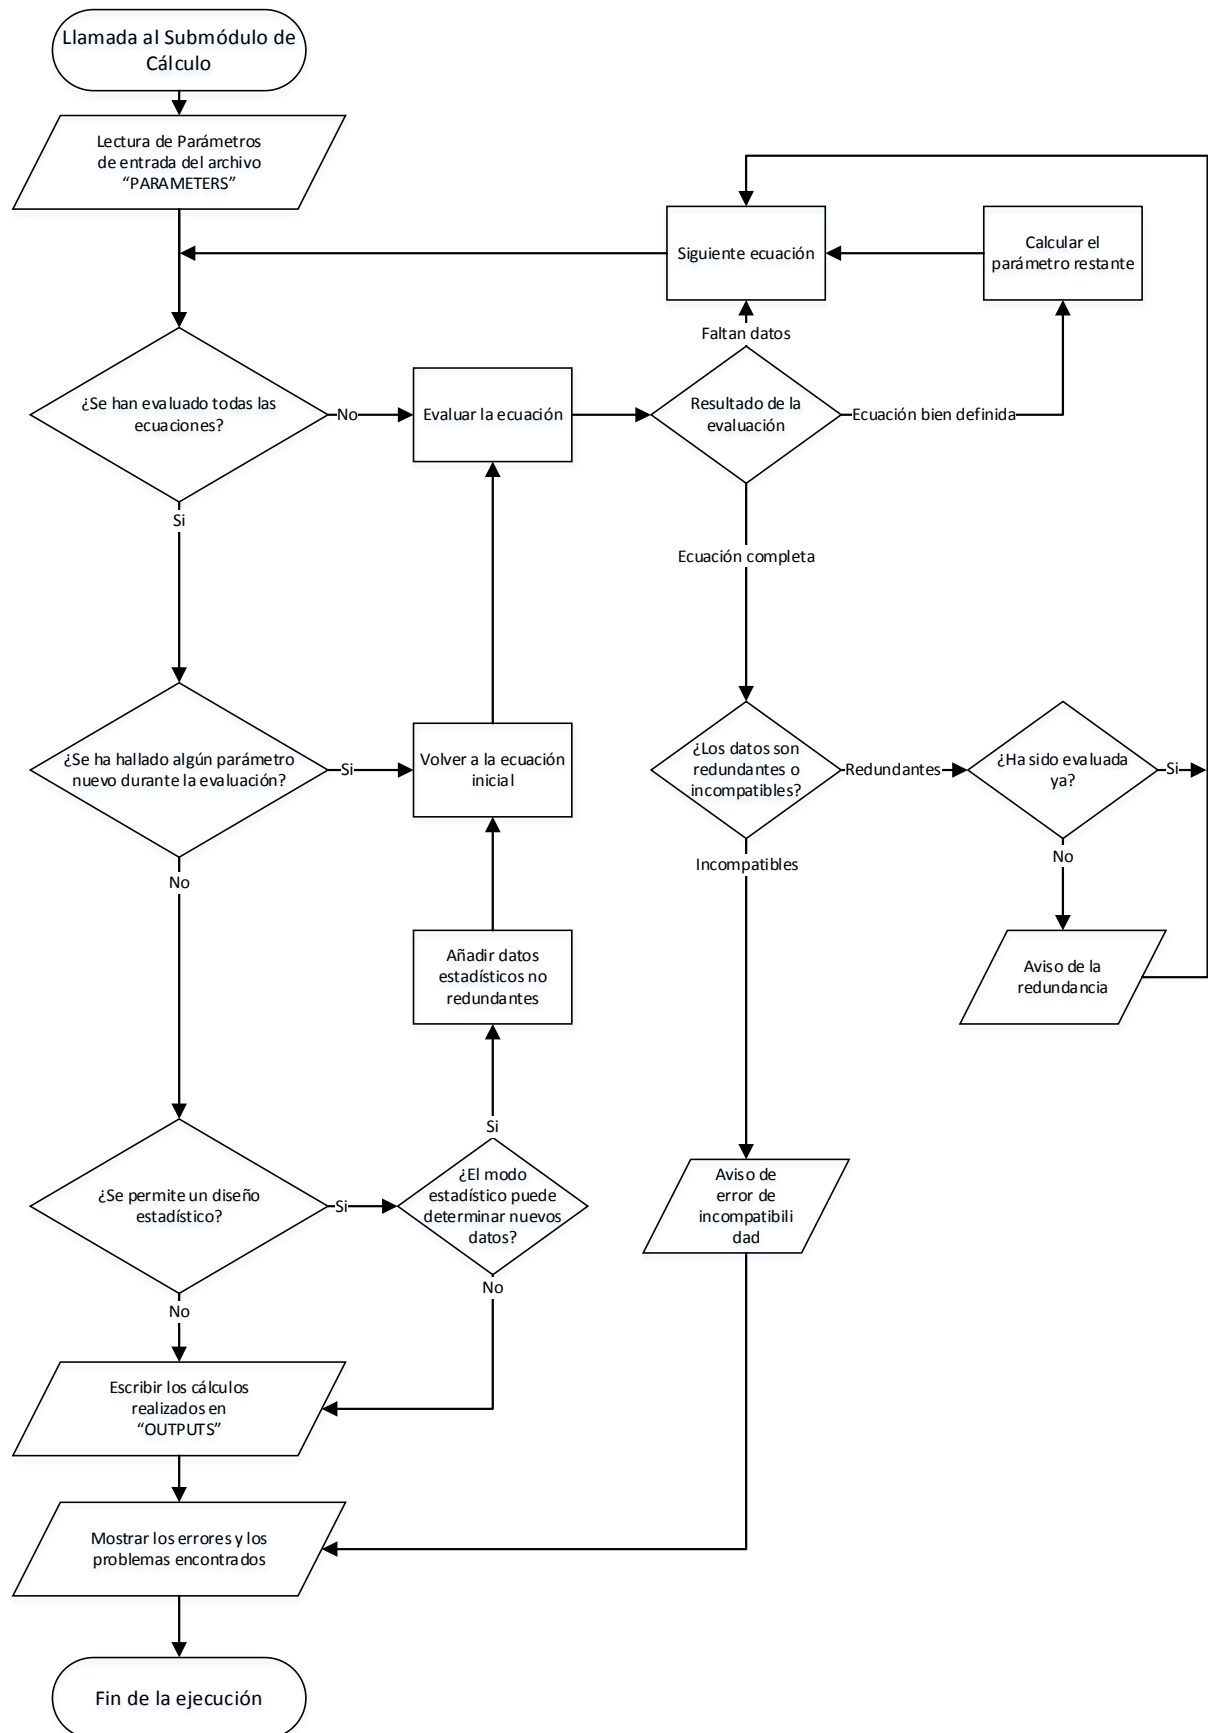 Llamada al Submódulo de
Cálculo
Lectura de Parámetros
de entrada del archivo
“PARAMETERS”
Siguiente ecuación
Calcular el
parámetro restante
Faltan datos
¿Se han evaluado todas las
ecuaciones?
No
Evaluar la ecuación
Resultado de la
evaluación
Ecuación bien definida
Si
Ecuación completa
¿Se ha hallado algún parámetro
nuevo durante la evaluación?
Si
Volver a la ecuación
inicial
¿Los datos son
redundantes o
incompatibles?
Redundantes
¿Ha sido evaluada
ya?
Si
No
Incompatibles
No
Añadir datos
estadísticos no
redundantes
Aviso de la
redundancia
Si
¿Se permite un diseño
estadístico?
Si
¿El modo
estadístico puede
determinar nuevos
datos?
Aviso de
error de
incompatibili
dad
No
No
Escribir los cálculos
realizados en
“OUTPUTS”
Mostrar los errores y los
problemas encontrados
Fin de la ejecución